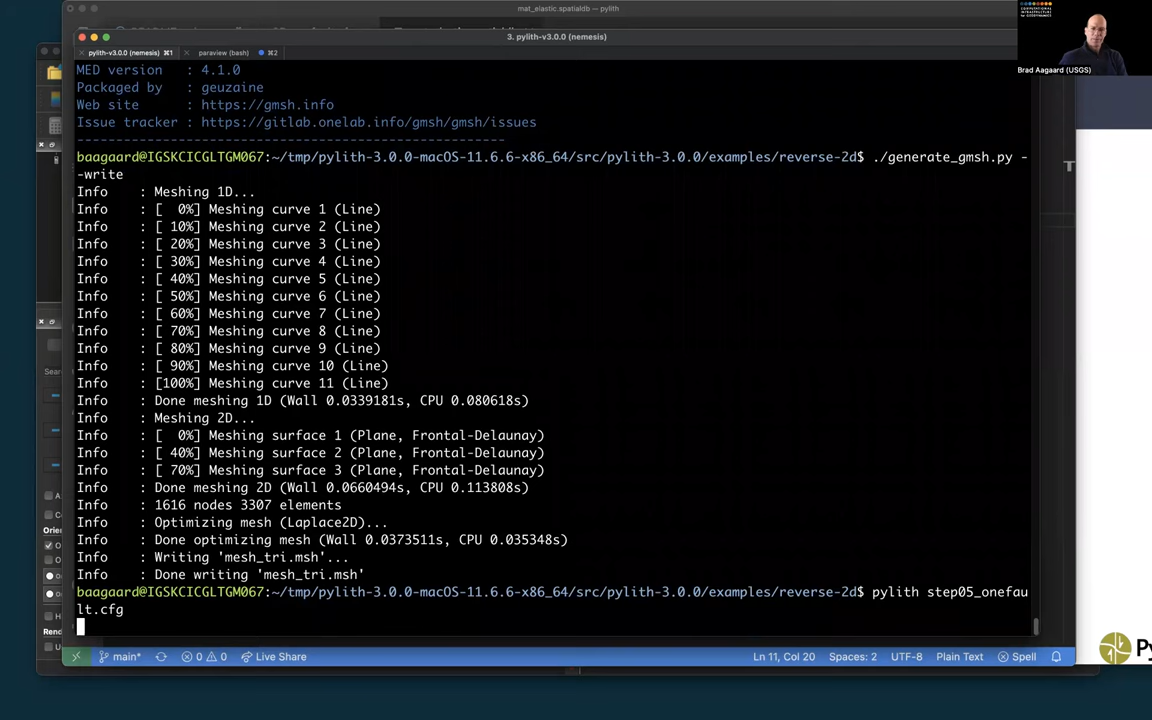 mat_elastic.spatialdb — pylith
COMPUTATIONAL
INFRASTRUCTURE
for GEODYNAMICS
3. pylith-v3.0.0 (nemesis)
pylith-v3.0.0 (nemesis) ⌘1
paraview (bash) ⌘2
Brad Aagaard (USGS)
MED version : 4.1.0
Packaged by : geuzaine
Web site : https://gmsh.info
Issue tracker : https://gitlab.onelab.info/gmsh/gmsh/issues
----------------------------------------------------
baagaard@IGSKCICGLTGM067:~/tmp/pylith-3.0.0-macOS-11.6.6-x86_64/src/pylith-3.0.0/examples/reverse-2d$ ./generate_gmsh.py -
-write
Info : Meshing 1D...
Info : [ 0%] Meshing curve 1 (Line)
Info : [ 10%] Meshing curve 2 (Line)
Info : [ 20%] Meshing curve 3 (Line)
Info : [ 30%] Meshing curve 4 (Line)
Info : [ 40%] Meshing curve 5 (Line)
Info : [ 50%] Meshing curve 6 (Line)
Info : [ 60%] Meshing curve 7 (Line)
Info : [ 70%] Meshing curve 8 (Line)
Info : [ 80%] Meshing curve 9 (Line)
Info : [ 90%] Meshing curve 10 (Line)
Info : [100%] Meshing curve 11 (Line)
Info : Done meshing 1D (Wall 0.0339181s, CPU 0.080618s)
Info : Meshing 2D...
Info : [ 0%] Meshing surface 1 (Plane, Frontal-Delaunay)
Info : [ 40%] Meshing surface 2 (Plane, Frontal-Delaunay)
Info : [ 70%] Meshing surface 3 (Plane, Frontal-Delaunay)
Info : Done meshing 2D (Wall 0.0660494s, CPU 0.113808s)
Info : 1616 nodes 3307 elements
Info : Optimizing mesh (Laplace2D)...
Info : Done optimizing mesh (Wall 0.0373511s, CPU 0.035348s)
Info : Writing 'mesh_tri.msh'...
Info : Done writing 'mesh_tri.msh'
baagaard@IGSKCICGLTGM067:~/tmp/pylith-3.0.0-macOS-11.6.6-x86_64/src/pylith-3.0.0/examples/reverse-2d$ pylith step05_onefau
lt.cfg
Sear
Orie
Rend
main* 0 0 Live Share
Ln 11, Col 20 Spaces: 2 UTF-8 Plain Text Spell
Py